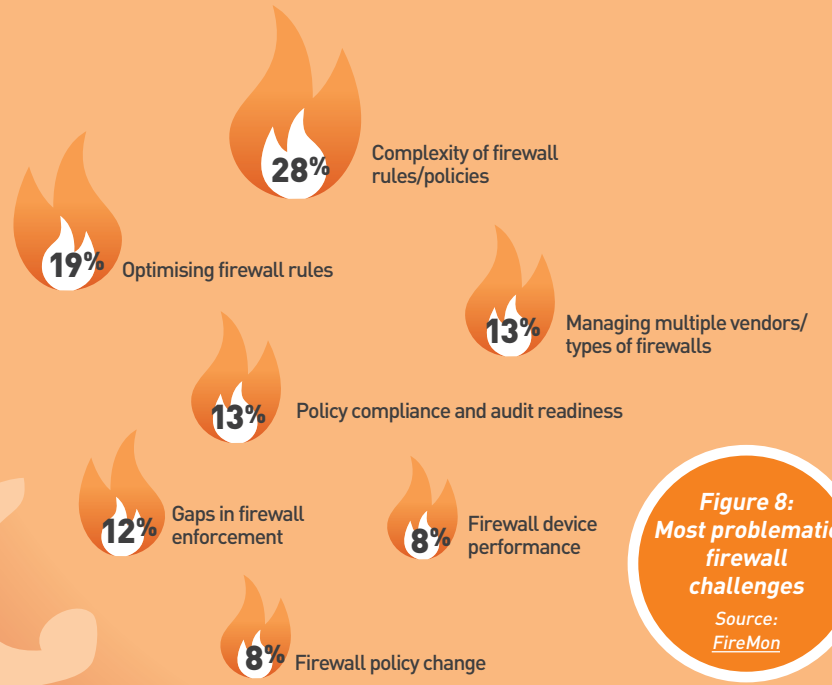 28% Complexity of firewall
rules/policies
19% Optimising firewall rules
13% Managing multiple vendors/
types of firewalls
13% Policy compliance and audit readiness
12% Gaps in firewall
enforcement
8% Firewall device
performance
8% Firewall policy change
Figure 8:
Most problematic
firewall
challenges
Source:
FireMon